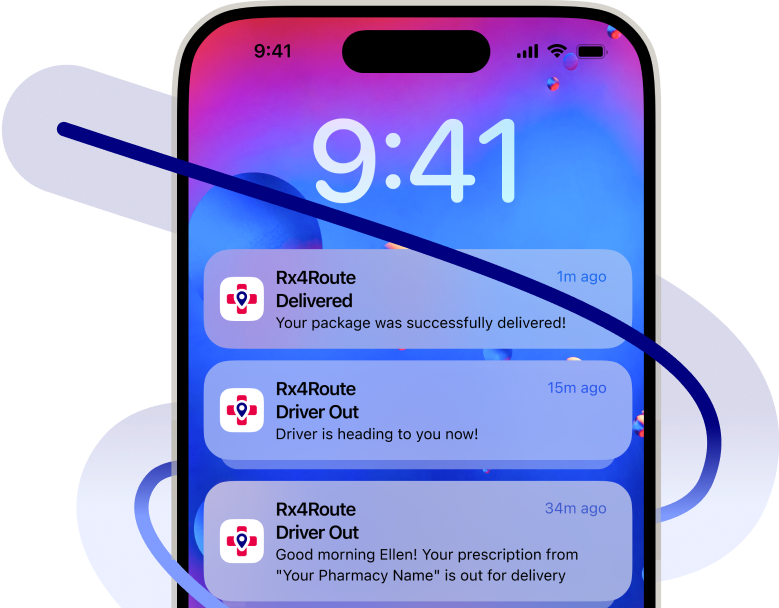 9:41
9:41
Rx4Route
1m ago
Delivered
Your package was successfully delivered!
Rx4Route
15m ago
Driver Out
Driver is heading to you now!
Rx4Route
34m ago
Driver Out
Good morning Ellen! Your prescription from
"Your Pharmacy Name" is out for delivery